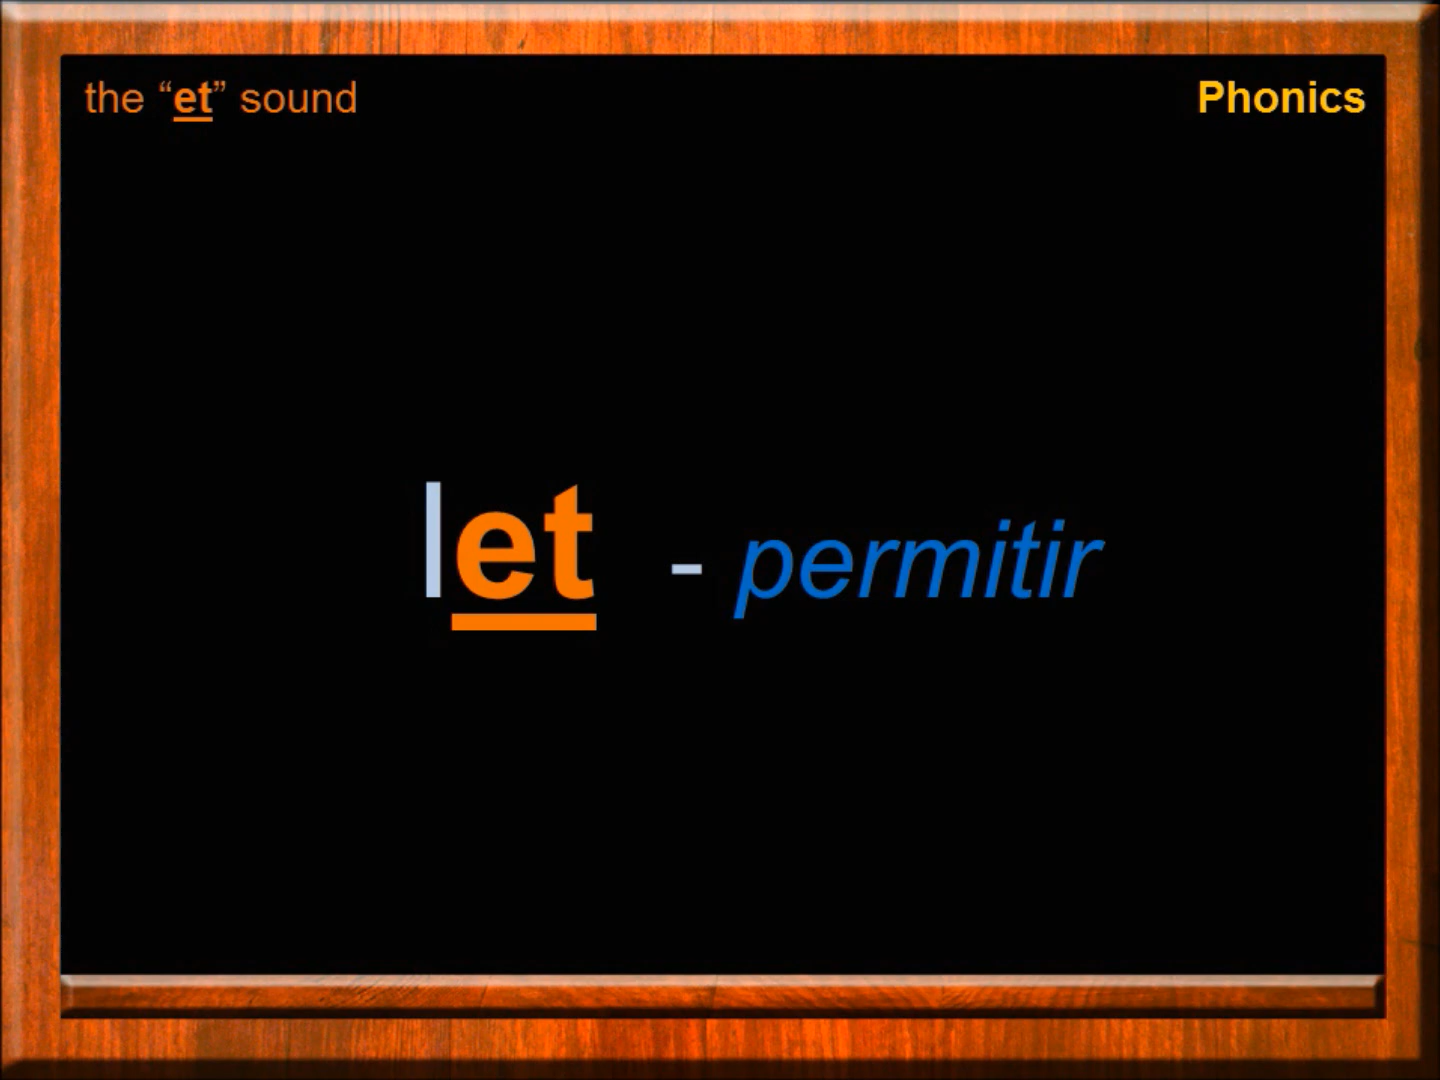 the “et” sound
Phonics
let - permitir